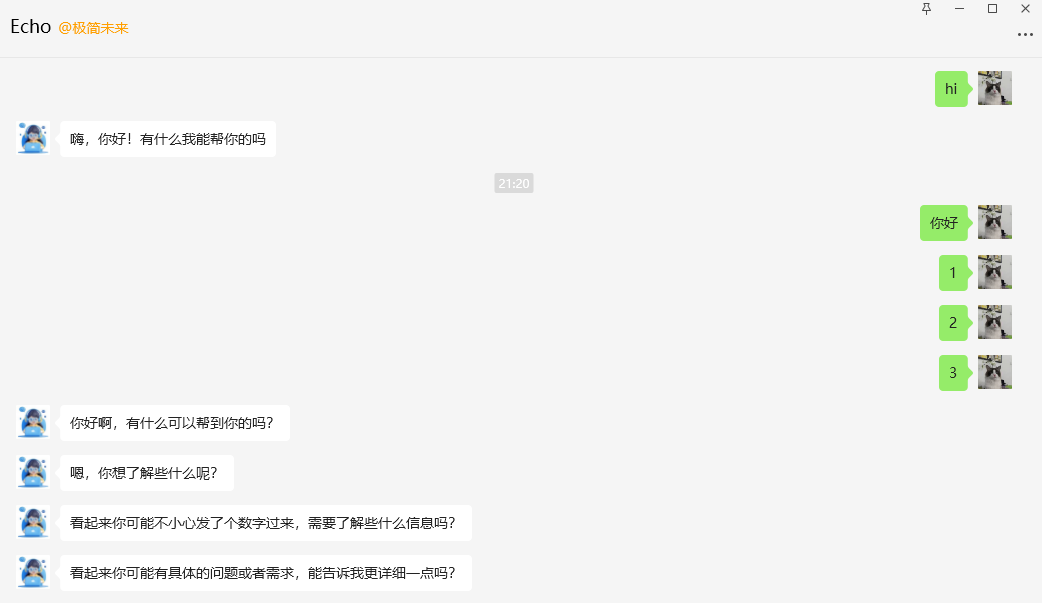 Echo @极简未来
hi
嗨，你好！有什么我能帮你的吗
21:20
你好
1
2
3
你好啊，有什么可以帮到你的吗？
嗯，你想了解些什么呢？
看起来你可能不小心发了个数字过来，需要了解些什么信息吗？
看起来你可能有具体的问题或者需求，能告诉我更详细一点吗？